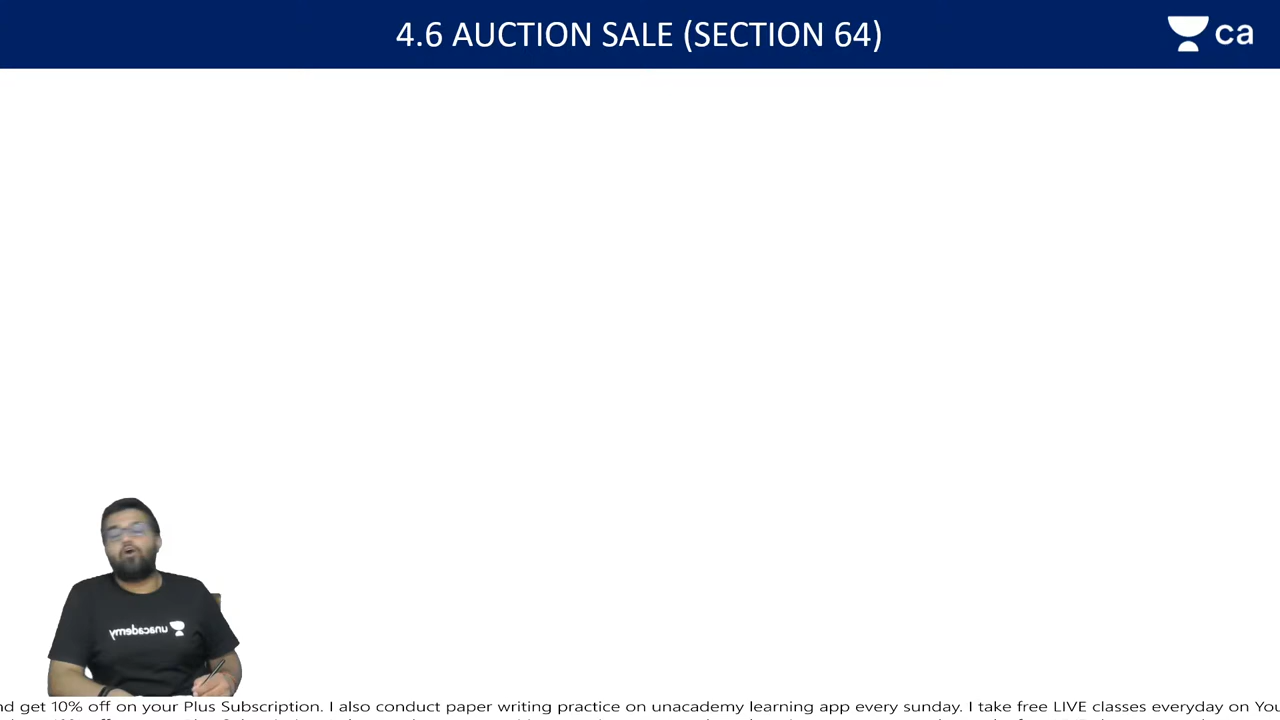 4.6 AUCTION SALE (SECTION 64)
ca
unacademy
nd get 10% off on your Plus Subscription. I also conduct paper writing practice on unacademy learning app every sunday. I take free LIVE classes everyday on You